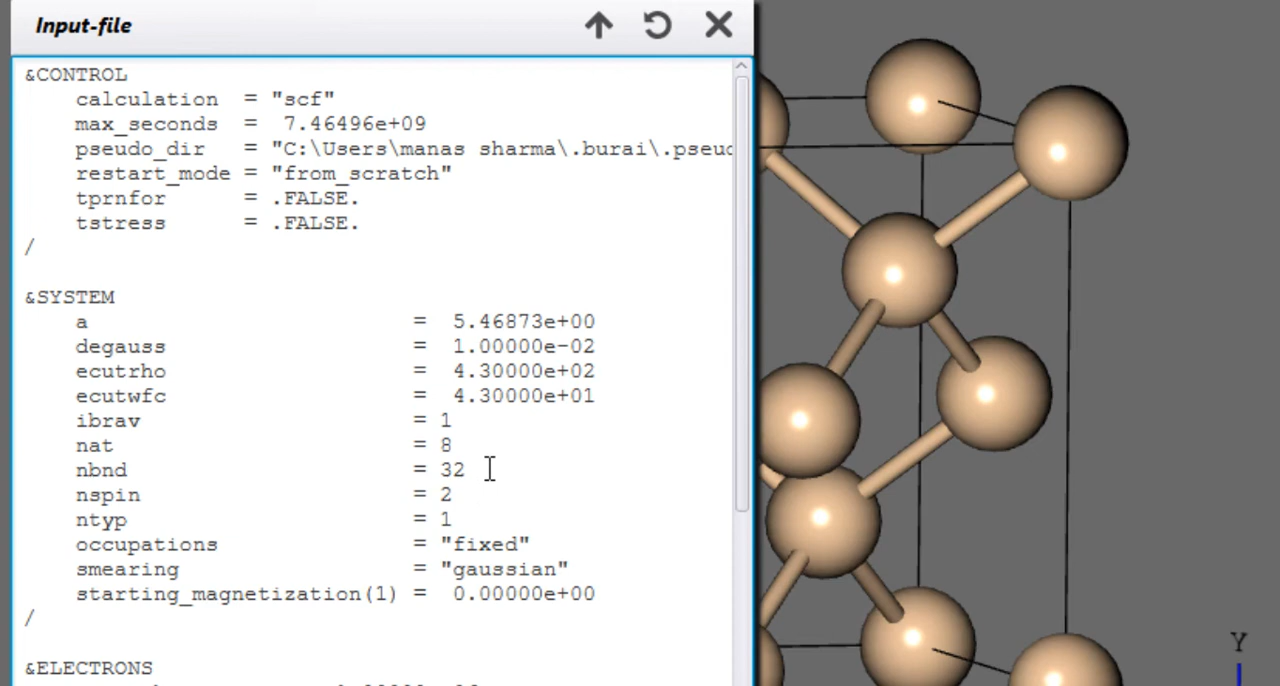 Input-file
&CONTROL
calculation = "scf"
max_seconds = 7.46496e+09
pseudo_dir = "C:\Users\manas sharma\.burai\.pseud
restart_mode = "from_scratch"
tprnfor = .FALSE.
tstress = .FALSE.
/
&SYSTEM
a = 5.46873e+00
degauss = 1.00000e-02
ecutrho = 4.30000e+02
ecutwfc = 4.30000e+01
ibrav = 1
nat = 8
nbnd = 32
nspin = 2
ntyp = 1
occupations = "fixed"
smearing = "gaussian"
starting_magnetization(1) = 0.00000e+00
/
&ELECTRONS
Y